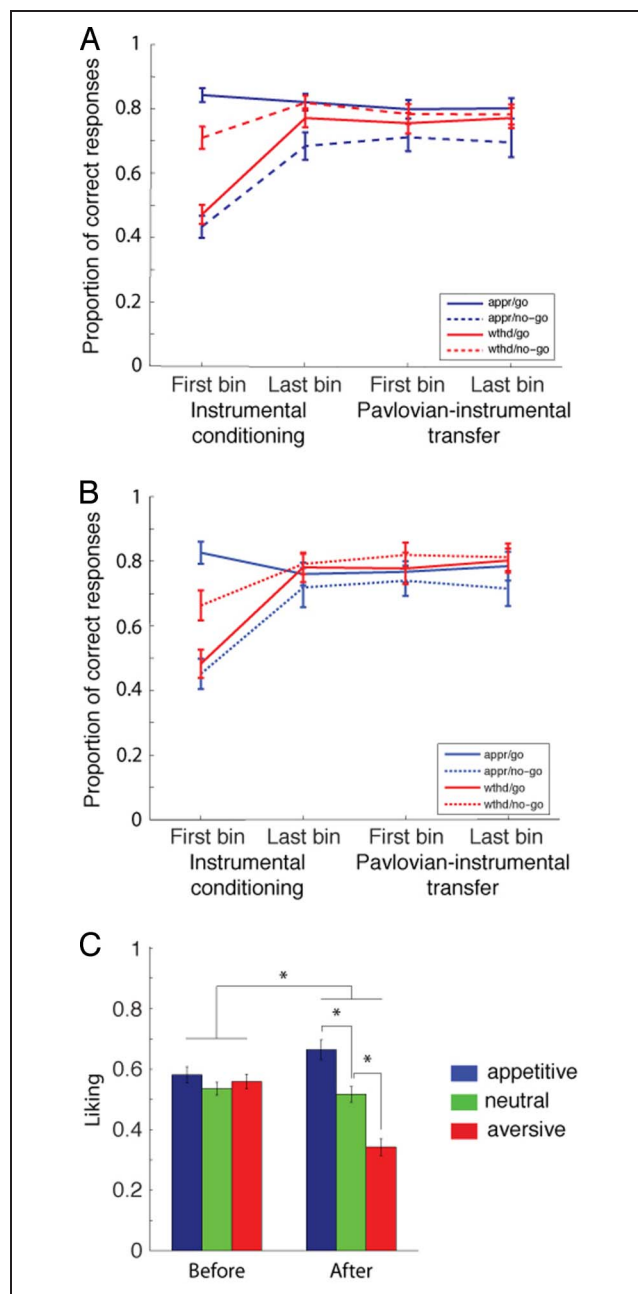 A
Proportion of correct responses
1
0.8
0.6
0.4
0.2
0
appr/go
appr/no-go
wthd/go
wthd/no-go
First bin Last bin First bin Last bin
Instrumental Pavlovian-instrumental
conditioning transfer
B
Proportion of correct responses
1
0.8
0.6
0.4
0.2
0
appr/go
appr/no-go
wthd/go
wthd/no-go
First bin Last bin First bin Last bin
Instrumental Pavlovian-instrumental
conditioning transfer
C
Liking
1
0.8
0.6
0.4
0.2
0
*
*
*
appetitive
neutral
aversive
Before After